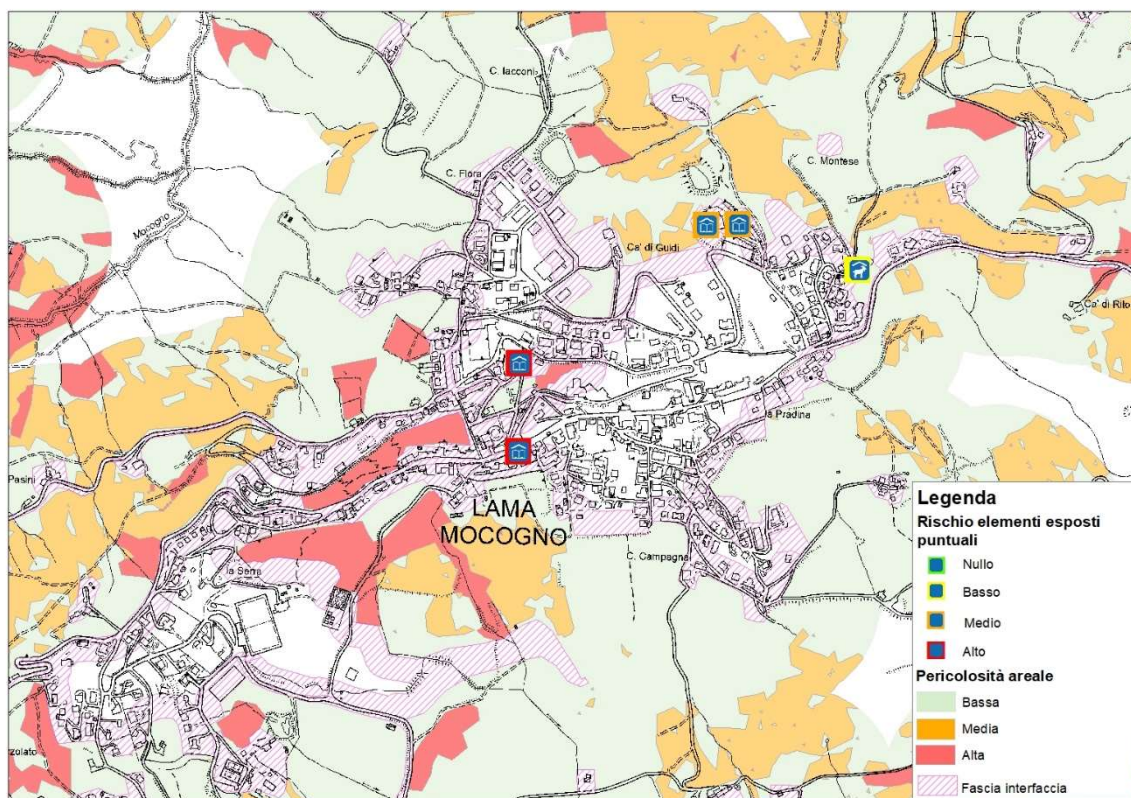 C. Iacconi
C. Flora
C. Montese
Mocogno
Ca' di Guidi
Ca' di Rilo
la Pradina
Pasini
LAMA
MOCOGNO
C. Campagna
la Serra
zolato
Legenda
Rischio elementi esposti
puntuali
Nullo
Basso
Medio
Alto
Pericolosità areale
Bassa
Media
Alta
Fascia interfaccia